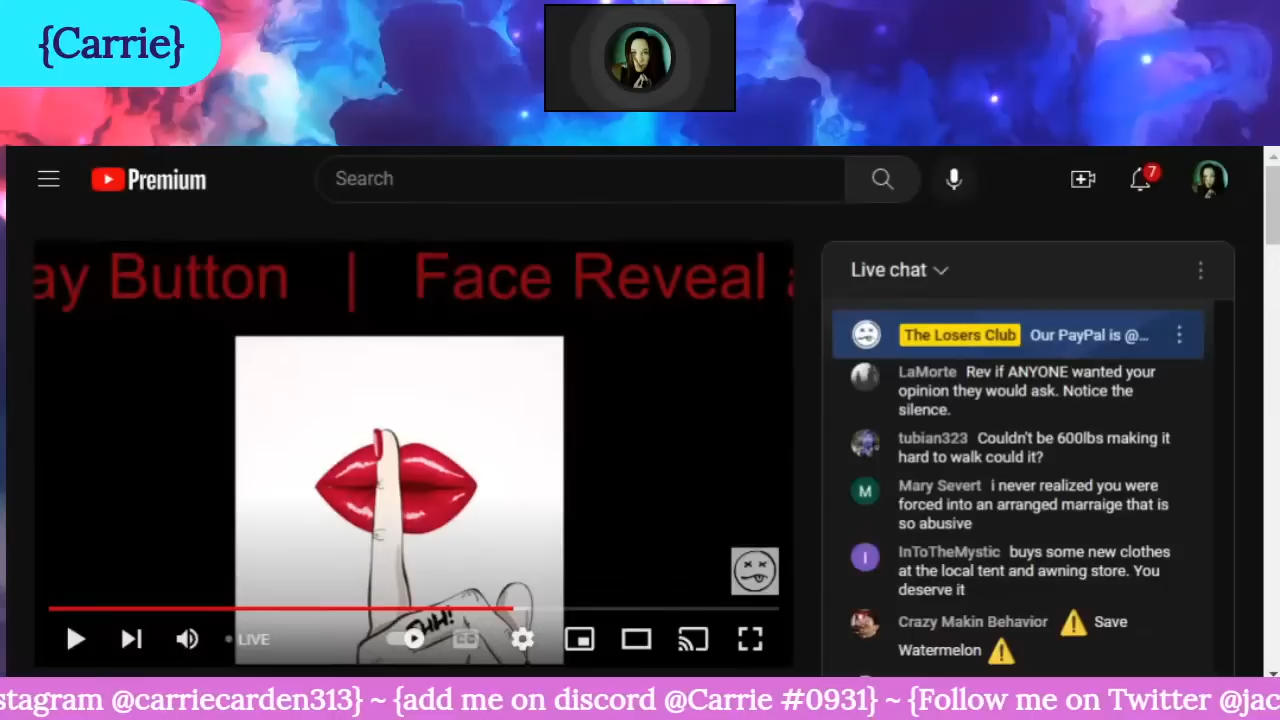 {Carrie}
Premium
Search
7
ay Button | Face Reveal
Live chat
The Losers Club Our PayPal is @...
LaMorte Rev if ANYONE wanted your
opinion they would ask. Notice the
silence.
tubian323 Couldn't be 600lbs making it
hard to walk could it?
Mary Severt i never realized you were
forced into an arranged marraige that is
so abusive
M
InToTheMystic buys some new clothes
at the local tent and awning store. You
deserve it
I
Crazy Makin Behavior Save
Watermelon
SHH!
LIVE
CC
stagram @carriecarden313} ~ {add me on discord @Carrie #0931} ~ {Follow me on Twitter @jac